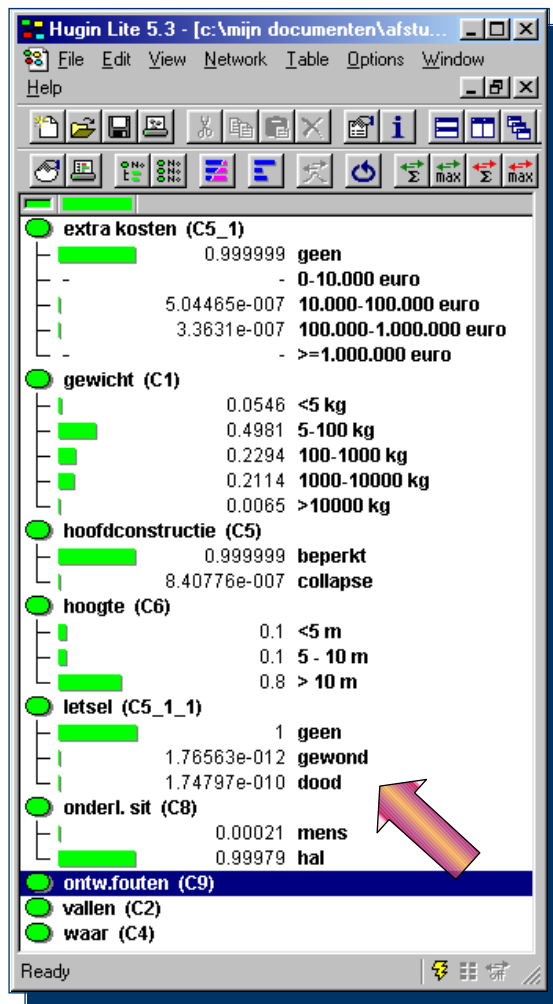 Hugin Lite 5.3 - [c:\mijn documenten\afstu...
File Edit View Network Table Options Window
Help
Σ max Σ max
extra kosten (C5_1)
0.999999 geen
- - 0-10.000 euro
5.04465e-007 10.000-100.000 euro
3.3631e-007 100.000-1.000.000 euro
- - >=1.000.000 euro
gewicht (C1)
0.0546 <5 kg
0.4981 5-100 kg
0.2294 100-1000 kg
0.2114 1000-10000 kg
0.0065 >10000 kg
hoofdconstructie (C5)
0.999999 beperkt
8.40776e-007 collapse
hoogte (C6)
0.1 <5 m
0.1 5 - 10 m
0.8 > 10 m
letsel (C5_1_1)
1 geen
1.76563e-012 gewond
1.74797e-010 dood
onderl. sit (C8)
0.00021 mens
0.99979 hal
ontw.fouten (C9)
vallen (C2)
waar (C4)
Ready off